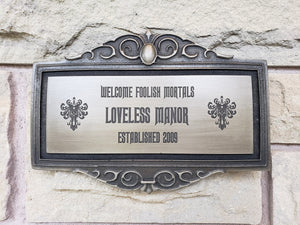 WELCOME FOOLISH MORTALS
LOVELESS MANOR
ESTABLISHED 2009